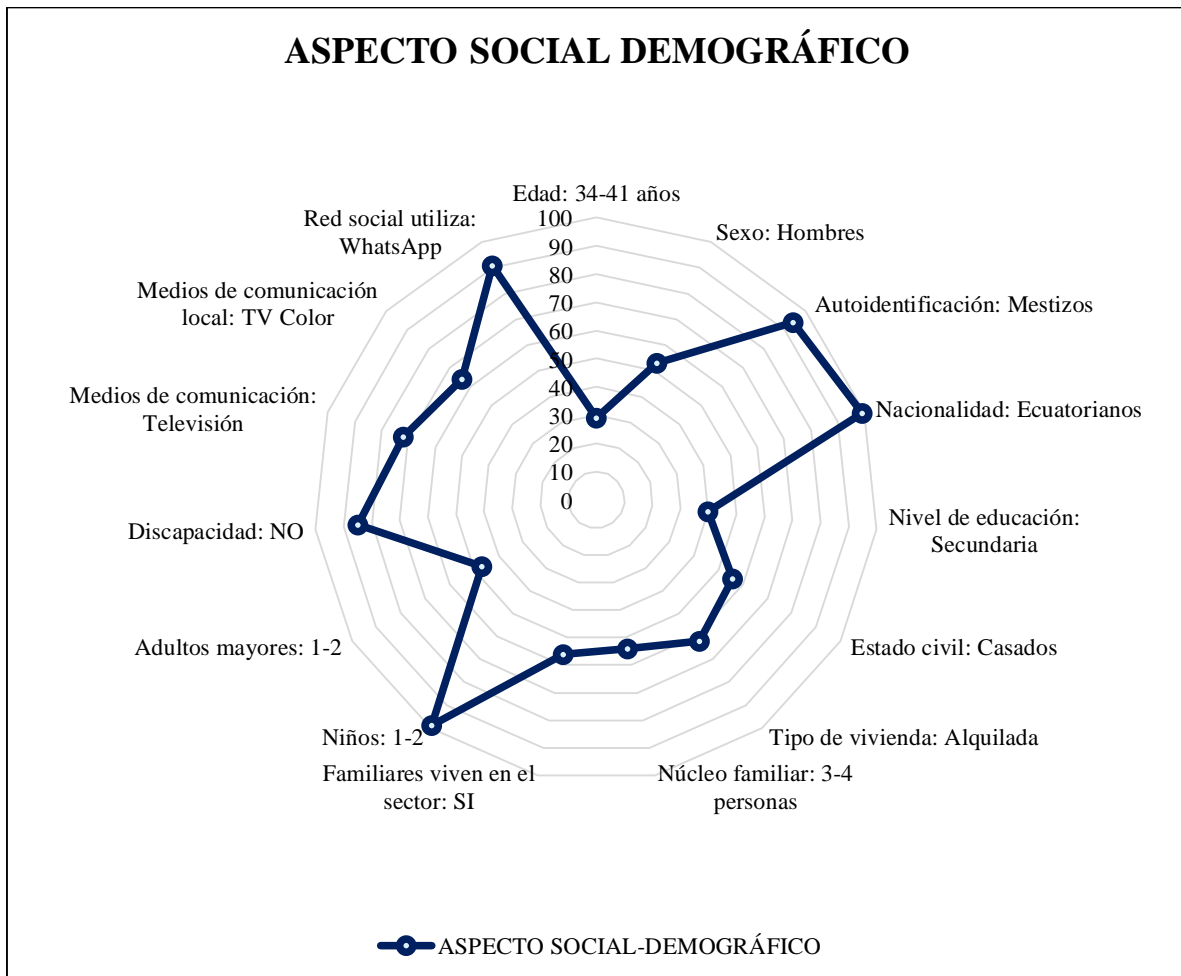 ASPECTO SOCIAL DEMOGRÁFICO
Edad: 34-41 años
Sexo: Hombres
Autoidentificación: Mestizos
Nacionalidad: Ecuatorianos
Nivel de educación:
Secundaria
Estado civil: Casados
Tipo de vivienda: Alquilada
Núcleo familiar: 3-4
personas
Familiares viven en el
sector: SI
Niños: 1-2
Adultos mayores: 1-2
Discapacidad: NO
Medios de comunicación:
Televisión
Medios de comunicación
local: TV Color
Red social utiliza:
WhatsApp
100
90
80
70
60
50
40
30
20
10
0
ASPECTO SOCIAL-DEMOGRÁFICO